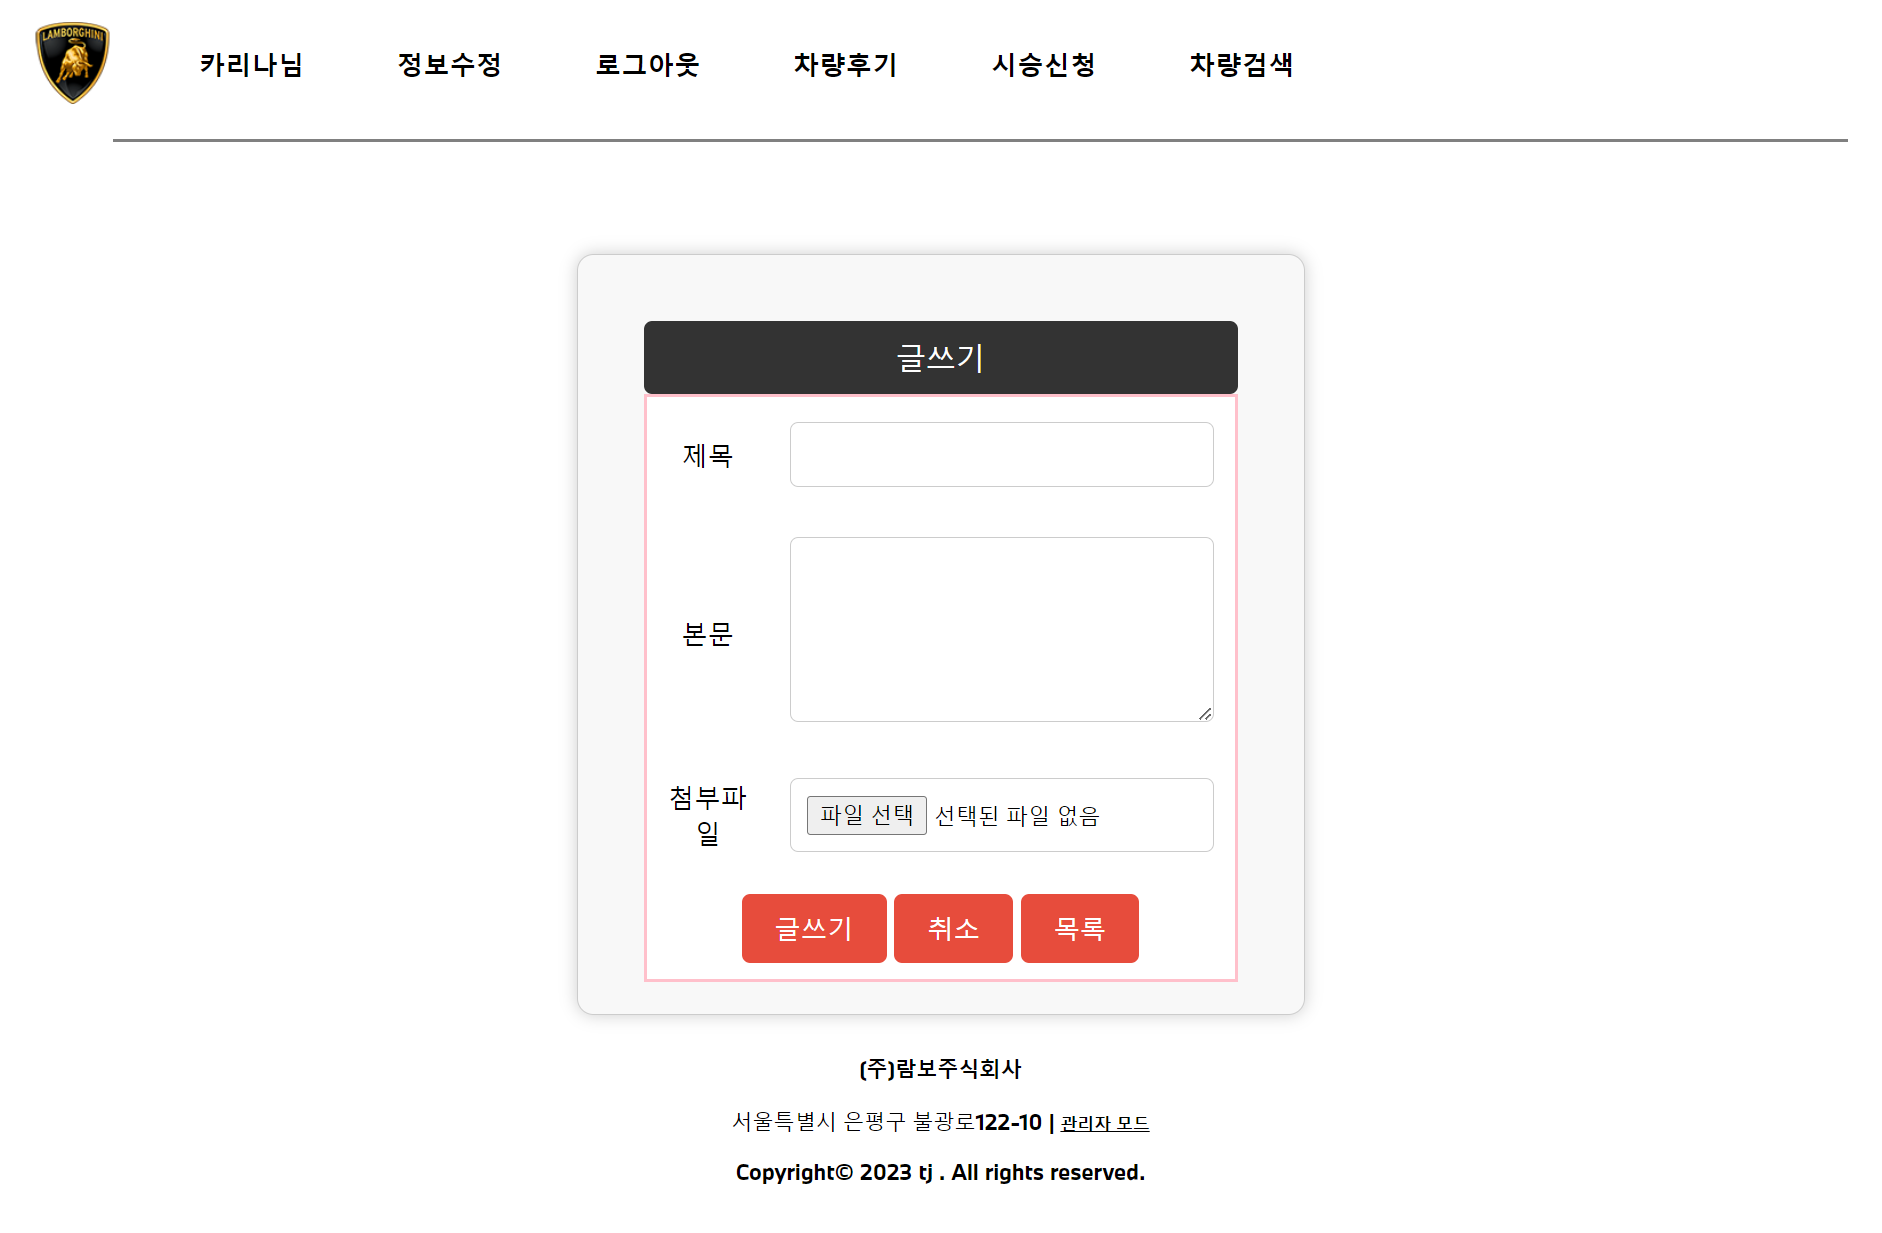 LAMBORGHINI
카리나님 정보수정 로그아웃 차량후기 시승신청 차량검색
글쓰기
제목
본문
첨부파
일
파일 선택 선택된 파일 없음
글쓰기 취소 목록
(주)람보주식회사
서울특별시 은평구 불광로122-10 | 관리자 모드
Copyright© 2023 tj . All rights reserved.